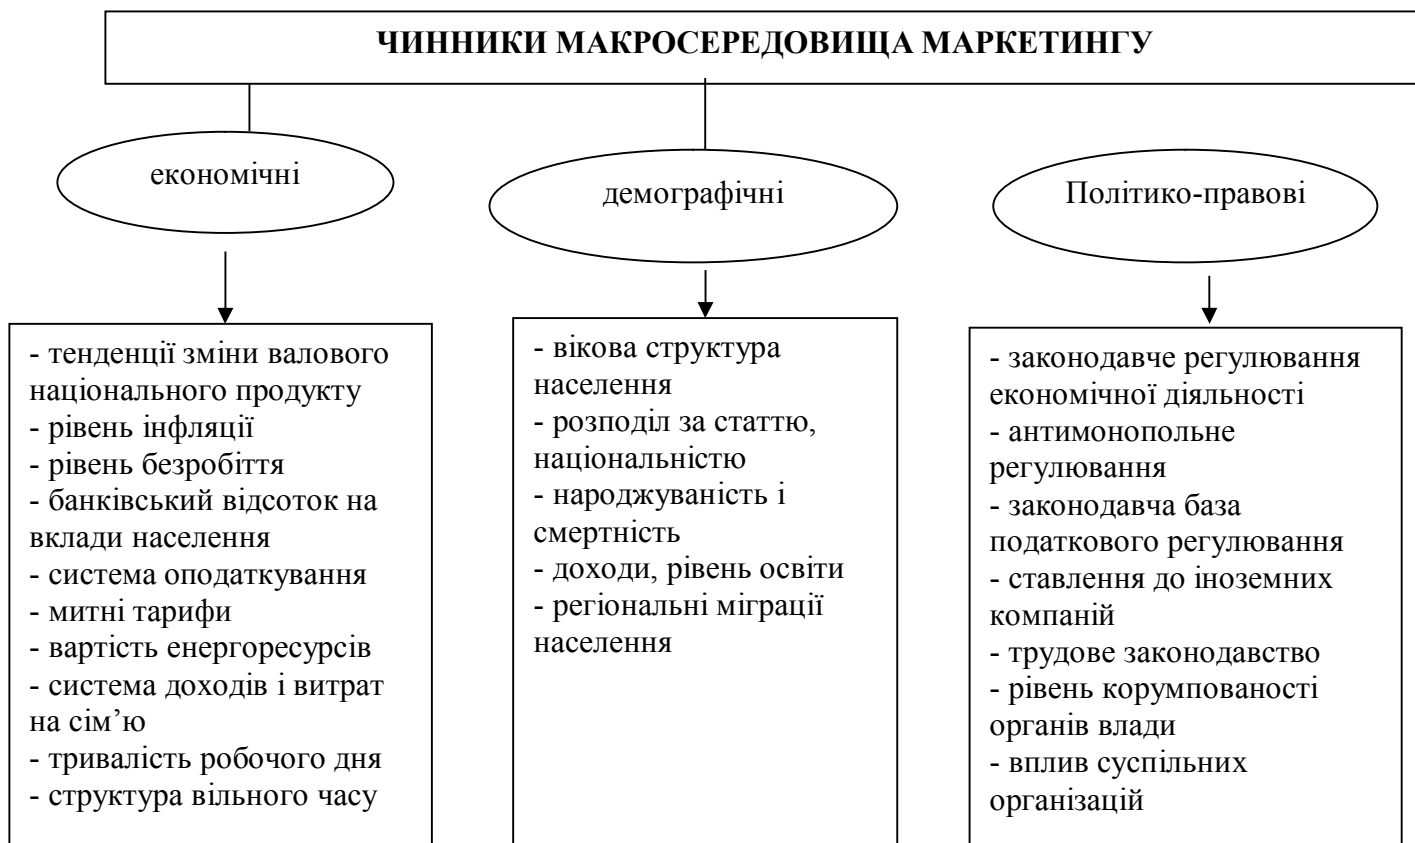 ЧИННИКИ МАКРОСЕРЕДОВИЩА МАРКЕТИНГУ
економічні
демографічні
Політико-правові
- тенденції зміни валового
національного продукту
- рівень інфляції
- рівень безробіття
- банківський відсоток на
вклади населення
- система оподаткування
- митні тарифи
- вартість енергоресурсів
- система доходів і витрат
на сім’ю
- тривалість робочого дня
- структура вільного часу
- вікова структура
населення
- розподіл за статтю,
національністю
- народжуваність і
смертність
- доходи, рівень освіти
- регіональні міграції
населення
- законодавче регулювання
економічної діяльності
- антимонопольне
регулювання
- законодавча база
податкового регулювання
- ставлення до іноземних
компаній
- трудове законодавство
- рівень корумпованості
органів влади
- вплив суспільних
організацій